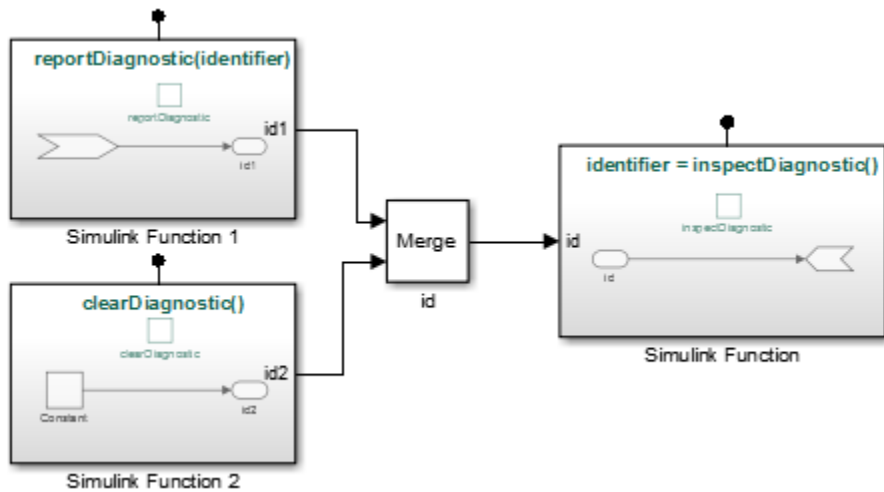 reportDiagnostic(identifier)
reportDiagnostic
id1
id1
Simulink Function 1
clearDiagnostic()
clearDiagnostic
id2
id2
Constant
Simulink Function 2
Merge
id
identifier = inspectDiagnostic()
inspectDiagnostic
id
id
Simulink Function